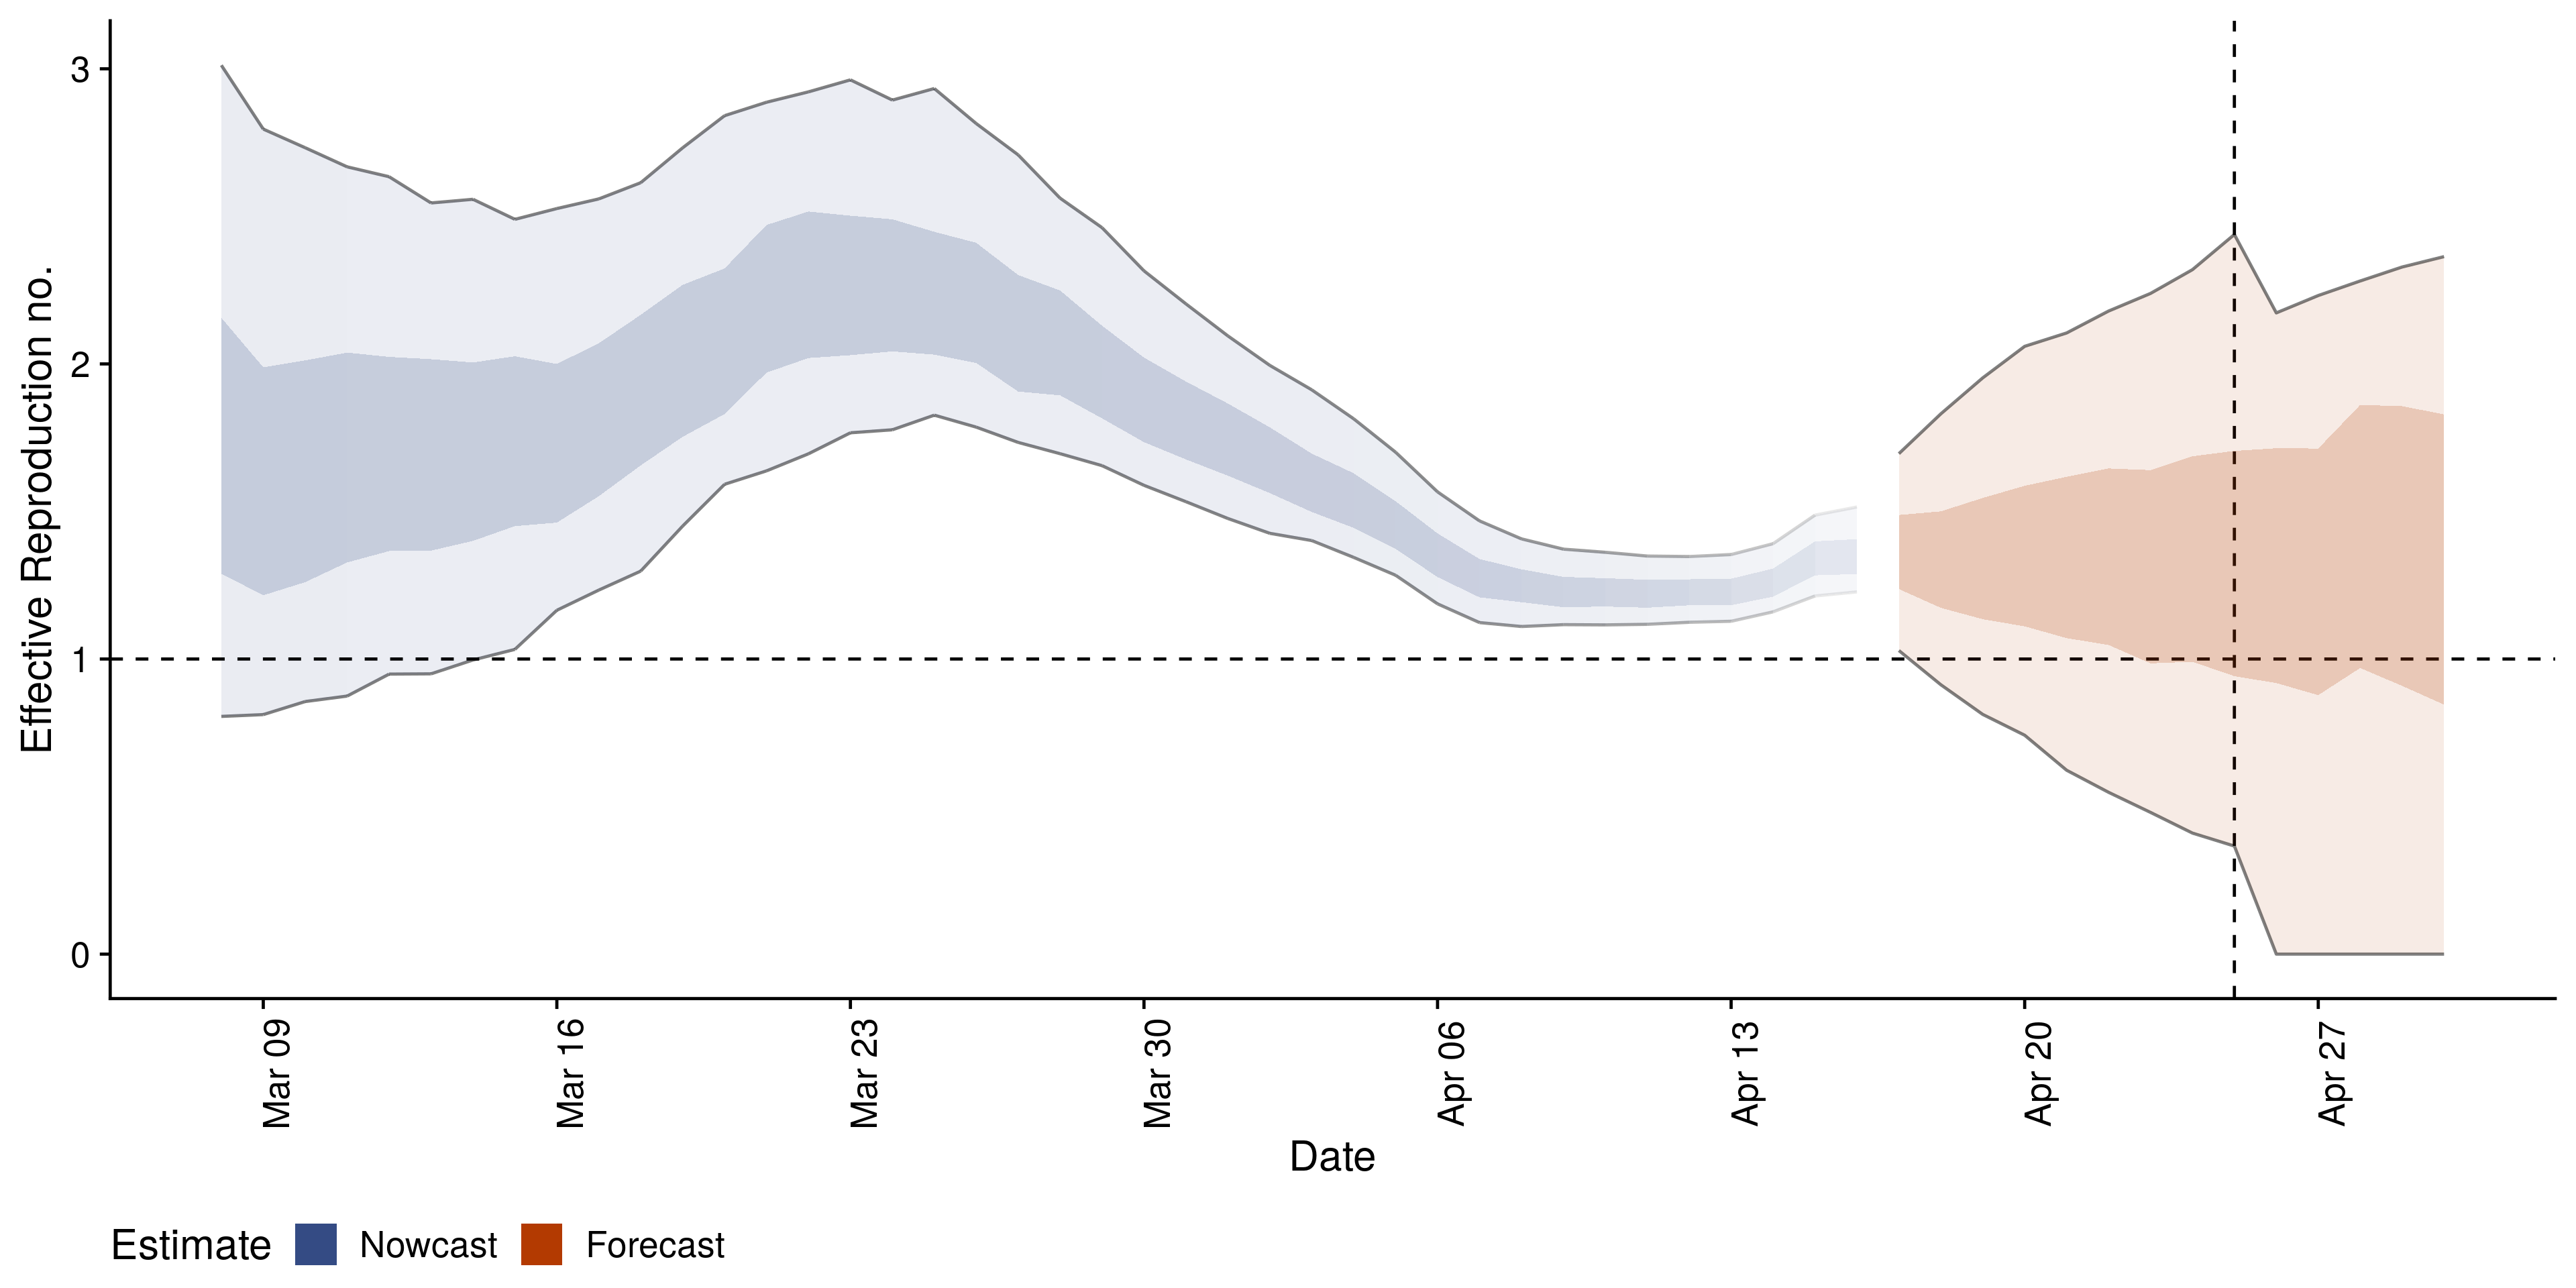 Effective Reproduction no.
3
2
1
0
Mar 09
Mar 16
Mar 23
Mar 30
Apr 06
Apr 13
Apr 20
Apr 27
Date
Estimate Nowcast Forecast